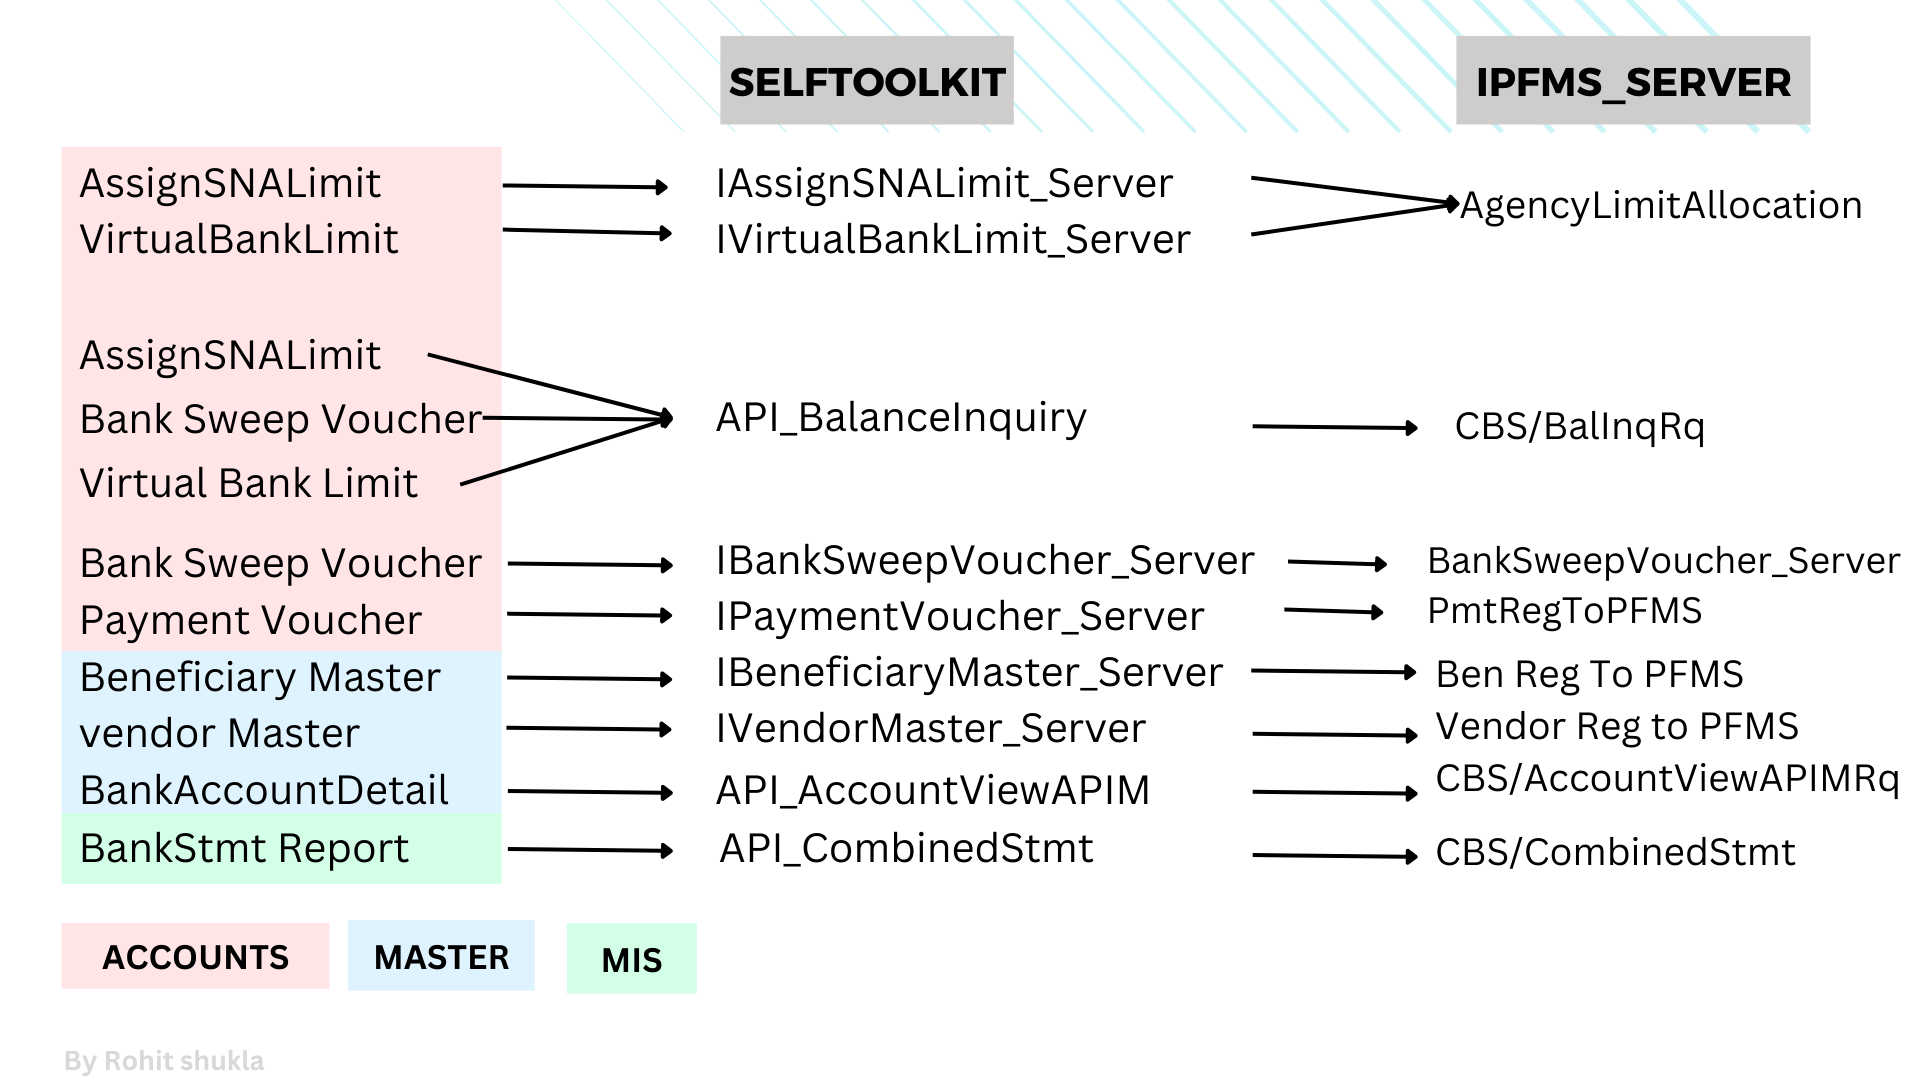 SELFTOOLKIT IPFMS_SERVER
AssignSNALimit IAssignSNALimit_Server AgencyLimitAllocation
VirtualBankLimit IVirtualBankLimit_Server
AssignSNALimit
Bank Sweep Voucher API_BalanceInquiry CBS/BalInqRq
Virtual Bank Limit
Bank Sweep Voucher IBankSweepVoucher_Server BankSweepVoucher_Server
Payment Voucher IPaymentVoucher_Server PmtRegToPFMS
Beneficiary Master IBeneficiaryMaster_Server Ben Reg To PFMS
vendor Master IVendorMaster_Server Vendor Reg to PFMS
BankAccountDetail API_AccountViewAPIM CBS/AccountViewAPIMRq
BankStmt Report API_CombinedStmt CBS/CombinedStmt
ACCOUNTS MASTER MIS
By Rohit shukla